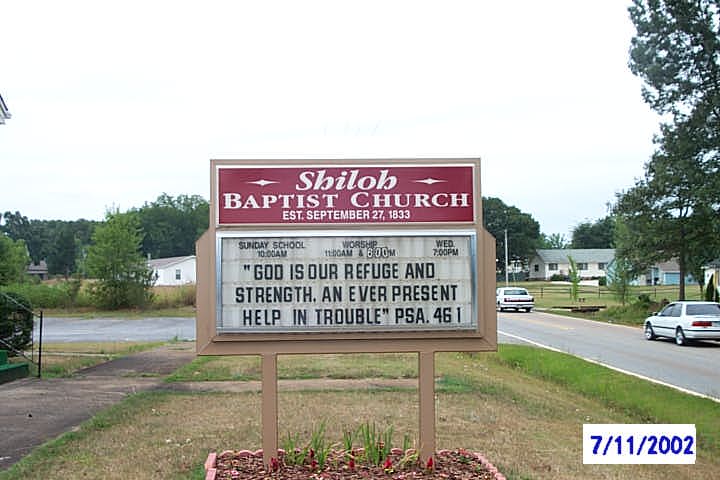 Shiloh
BAPTIST CHURCH
EST. SEPTEMBER 27, 1833
SUNDAY SCHOOL WORSHIP WED.
10:00AM 11:00AM & 6:00PM 7:00PM
"GOD IS OUR REFUGE AND
STRENGTH. AN EVER PRESENT
HELP IN TROUBLE" PSA. 46 1
7/11/2002